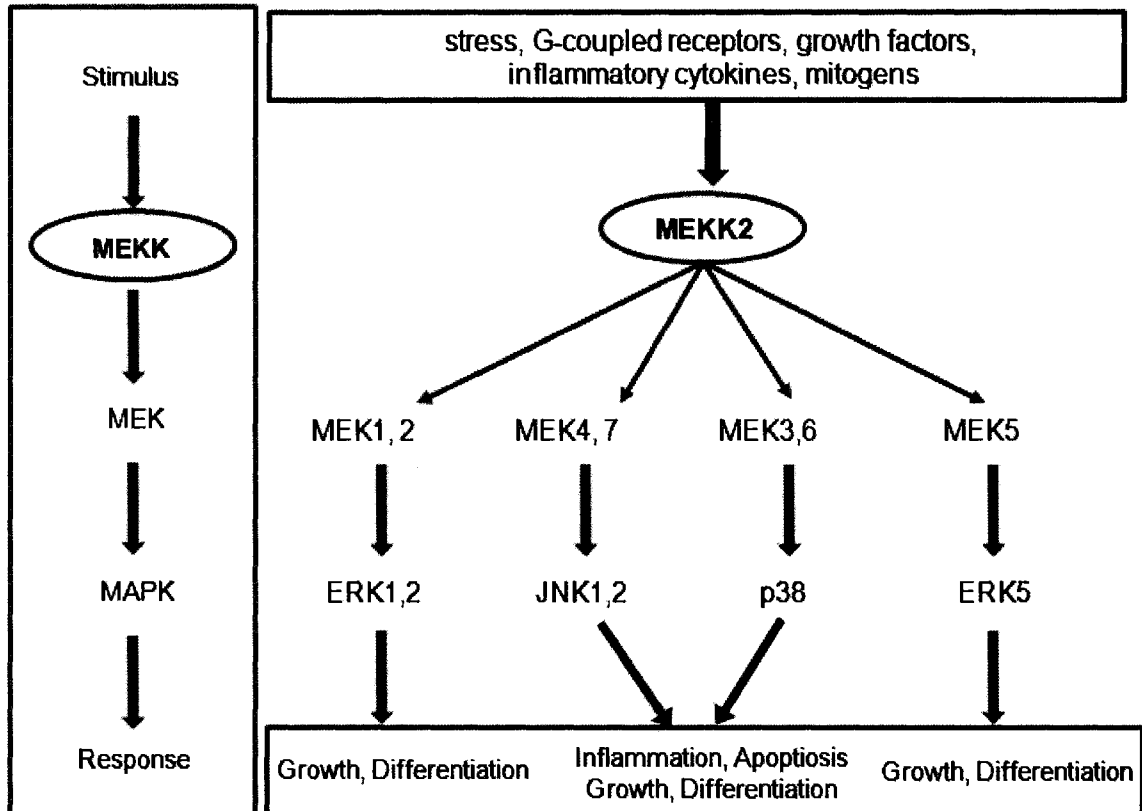 Stimulus
MEKK
MEK
MAPK
Response
stress, G-coupled receptors, growth factors,
inflammatory cytokines, mitogens
MEKK2
MEK1, 2 MEK4, 7 MEK3,6 MEK5
ERK1,2 JNK1,2 p38 ERK5
Growth, Differentiation
Inflammation, Apoptiosis
Growth, Differentiation
Growth, Differentiation